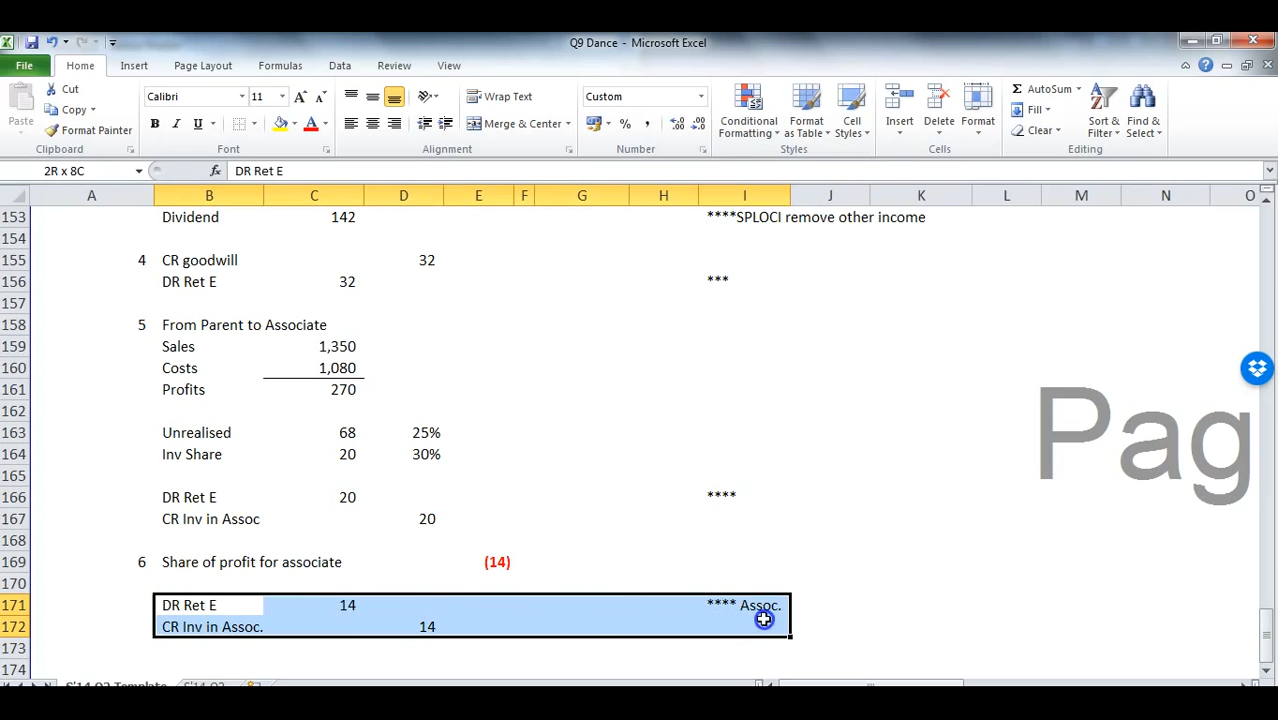 Q9 Dance - Microsoft Excel
File Home Insert Page Layout Formulas Data Review View
Paste Cut Copy Format Painter Clipboard
Calibri 11 A A B I U A Font
Wrap Text Merge & Center Alignment
Custom % , .0 .00 .00 .0 Number
Conditional Formatting Format as Table Cell Styles Styles
Insert Delete Format Cells
Σ AutoSum Fill Clear Sort & Filter Find & Select Editing
2R x 8C fx DR Ret E
A B C D E F G H I J K L M N O
153 Dividend 142 ****SPLOCI remove other income
154
155 4 CR goodwill 32
156 DR Ret E 32 ***
157
158 5 From Parent to Associate
159 Sales 1,350
160 Costs 1,080
161 Profits 270
162
163 Unrealised 68 25%
164 Inv Share 20 30%
165
166 DR Ret E 20 ****
167 CR Inv in Assoc 20
168
169 6 Share of profit for associate (14)
170
171 DR Ret E 14 **** Assoc.
172 CR Inv in Assoc. 14
173
174
Pag